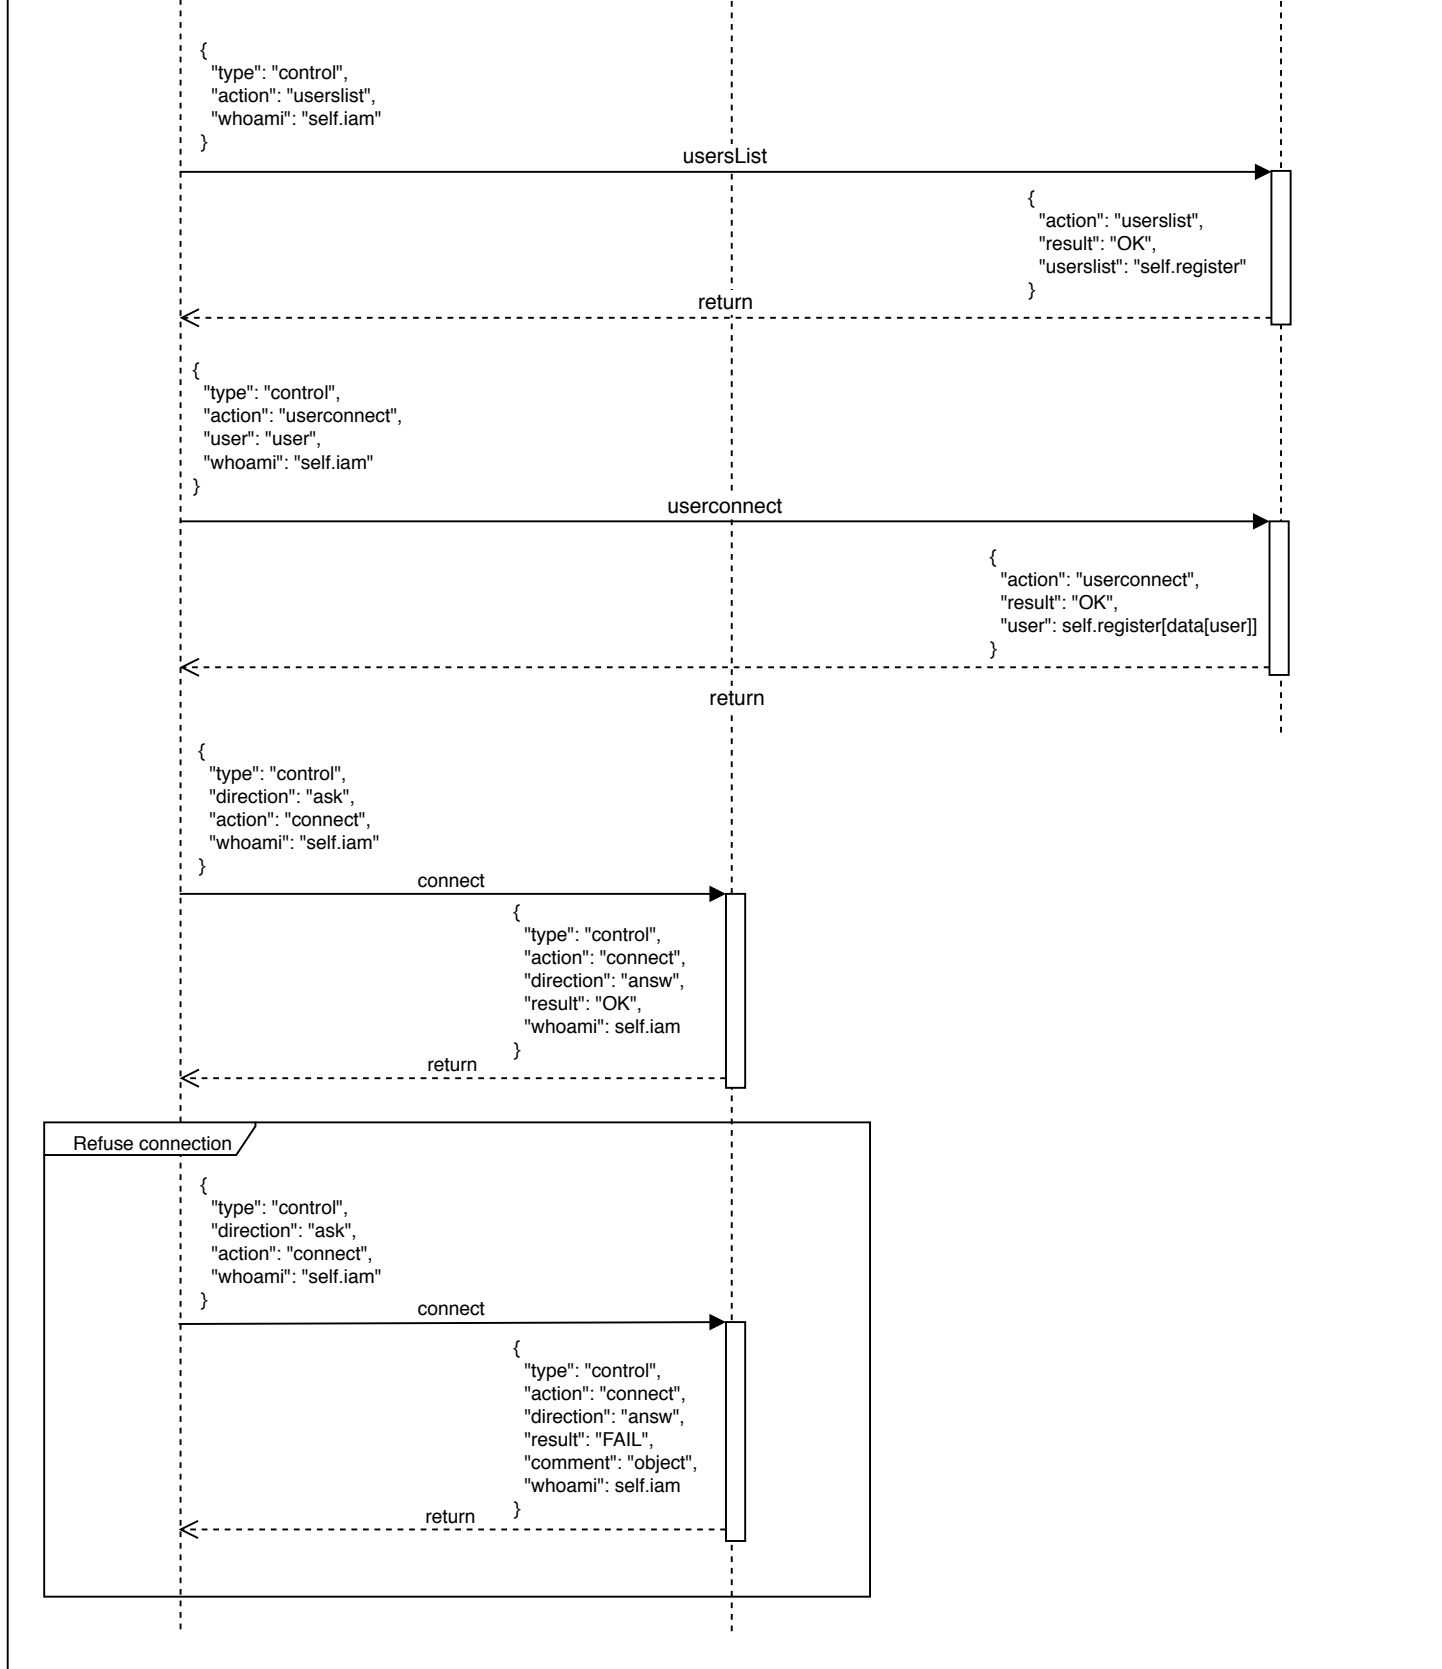 {
"type": "control",
"action": "userslist",
"whoami": "self.iam"
}
usersList
{
"action": "userslist",
"result": "OK",
"userslist": "self.register"
}
return
{
"type": "control",
"action": "userconnect",
"user": "user",
"whoami": "self.iam"
}
userconnect
{
"action": "userconnect",
"result": "OK",
"user": self.register[data[user]]
}
return
{
"type": "control",
"direction": "ask",
"action": "connect",
"whoami": "self.iam"
}
connect
{
"type": "control",
"action": "connect",
"direction": "answ",
"result": "OK",
"whoami": self.iam
}
return
Refuse connection
{
"type": "control",
"direction": "ask",
"action": "connect",
"whoami": "self.iam"
}
connect
{
"type": "control",
"action": "connect",
"direction": "answ",
"result": "FAIL",
"comment": "object",
"whoami": self.iam
}
return